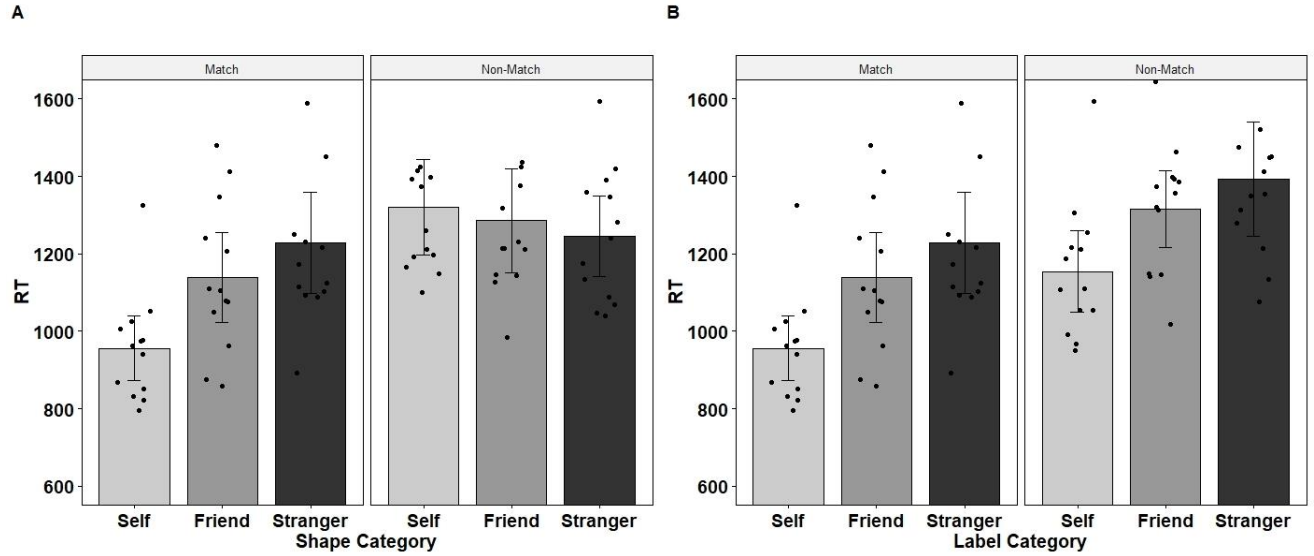 A
Match
Non-Match
RT
1600
1400
1200
1000
800
600
Self
Friend
Stranger
Self
Friend
Stranger
Shape Category
B
Match
Non-Match
RT
1600
1400
1200
1000
800
600
Self
Friend
Stranger
Self
Friend
Stranger
Label Category